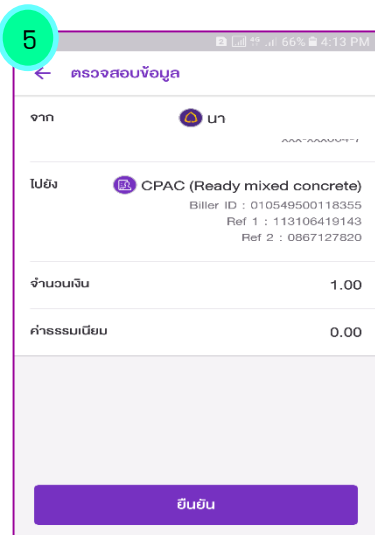 5
66% 4:13 PM
← ตรวจสอบข้อมูล
จาก นา
ไปยัง CPAC (Ready mixed concrete)
Biller ID : 010549500118355
Ref 1 : 113106419143
Ref 2 : 0867127820
จำนวนเงิน 1.00
ค่าธรรมเนียม 0.00
ยืนยัน